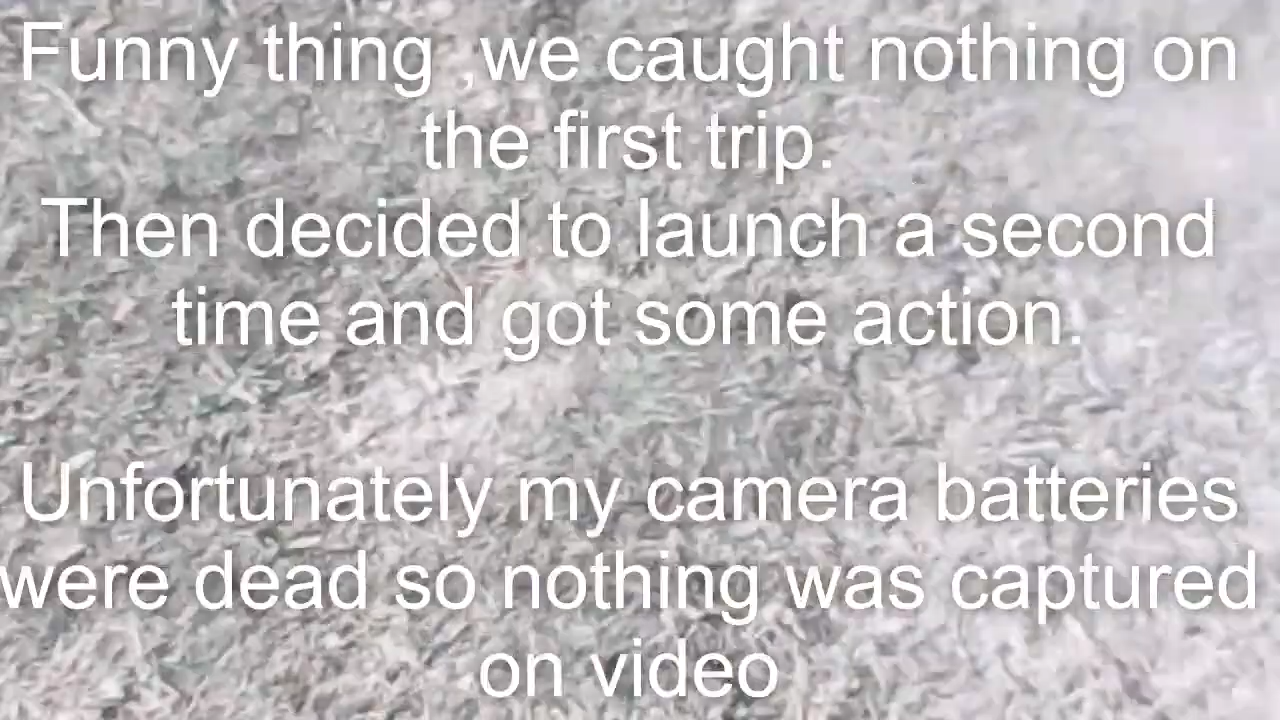 Funny thing ,we caught nothing on
the first trip.
Then decided to launch a second
time and got some action.
Unfortunately my camera batteries
were dead so nothing was captured
on video